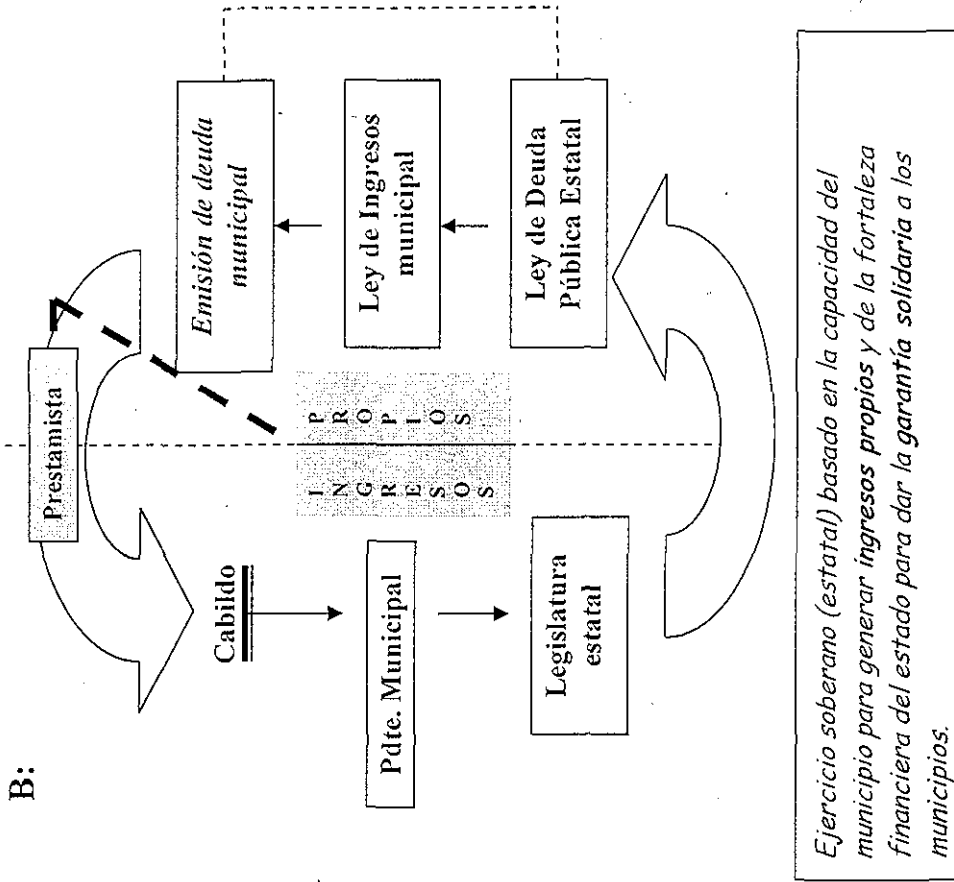 B:
Prestamista
Cabildo
Pdte. Municipal
Legislatura
estatal
INGRESOS
PROPIOS
Emisión de deuda
municipal
Ley de Ingresos
municipal
Ley de Deuda
Pública Estatal
Ejercicio soberano (estatal) basado en la capacidad del
municipio para generar ingresos propios y de la fortaleza
financiera del estado para dar la garantía solidaria a los
municipios.